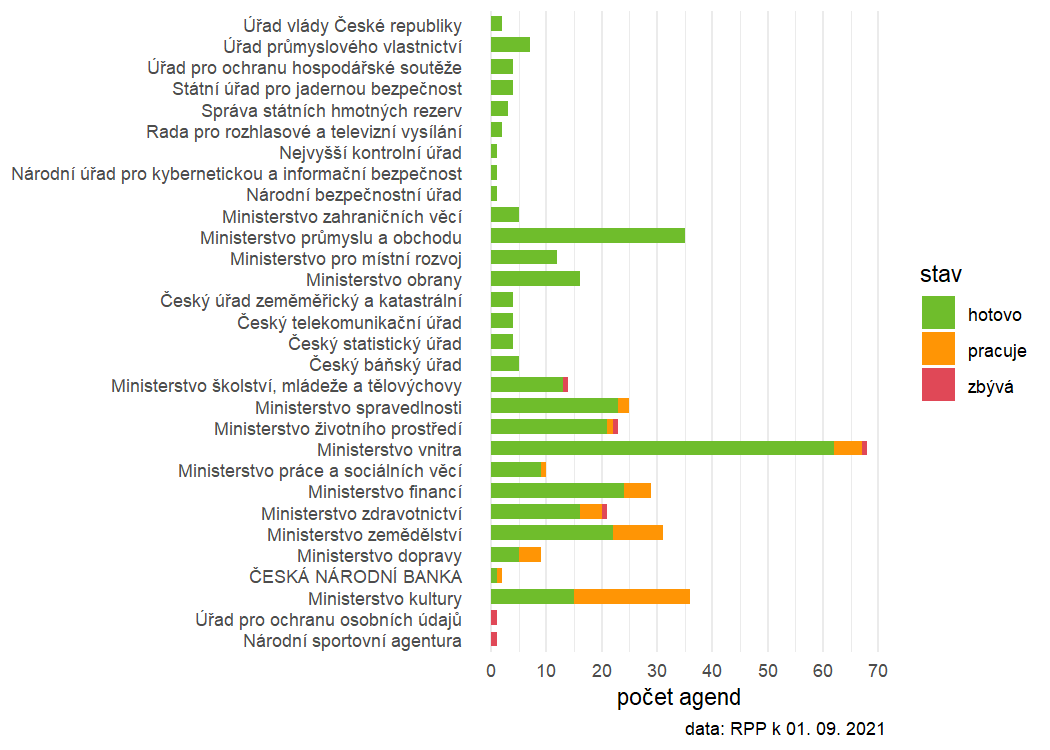 Úřad vlády České republiky
Úřad průmyslového vlastnictví
Úřad pro ochranu hospodářské soutěže
Státní úřad pro jadernou bezpečnost
Správa státních hmotných rezerv
Rada pro rozhlasové a televizní vysílání
Nejvyšší kontrolní úřad
Národní úřad pro kybernetickou a informační bezpečnost
Národní bezpečnostní úřad
Ministerstvo zahraničních věcí
Ministerstvo průmyslu a obchodu
Ministerstvo pro místní rozvoj
Ministerstvo obrany
Český úřad zeměměřický a katastrální
Český telekomunikační úřad
Český statistický úřad
Český báňský úřad
Ministerstvo školství, mládeže a tělovýchovy
Ministerstvo spravedlnosti
Ministerstvo životního prostředí
Ministerstvo vnitra
Ministerstvo práce a sociálních věcí
Ministerstvo financí
Ministerstvo zdravotnictví
Ministerstvo zemědělství
Ministerstvo dopravy
ČESKÁ NÁRODNÍ BANKA
Ministerstvo kultury
Úřad pro ochranu osobních údajů
Národní sportovní agentura
0 10 20 30 40 50 60 70
počet agend
data: RPP k 01. 09. 2021
stav
hotovo
pracuje
zbývá